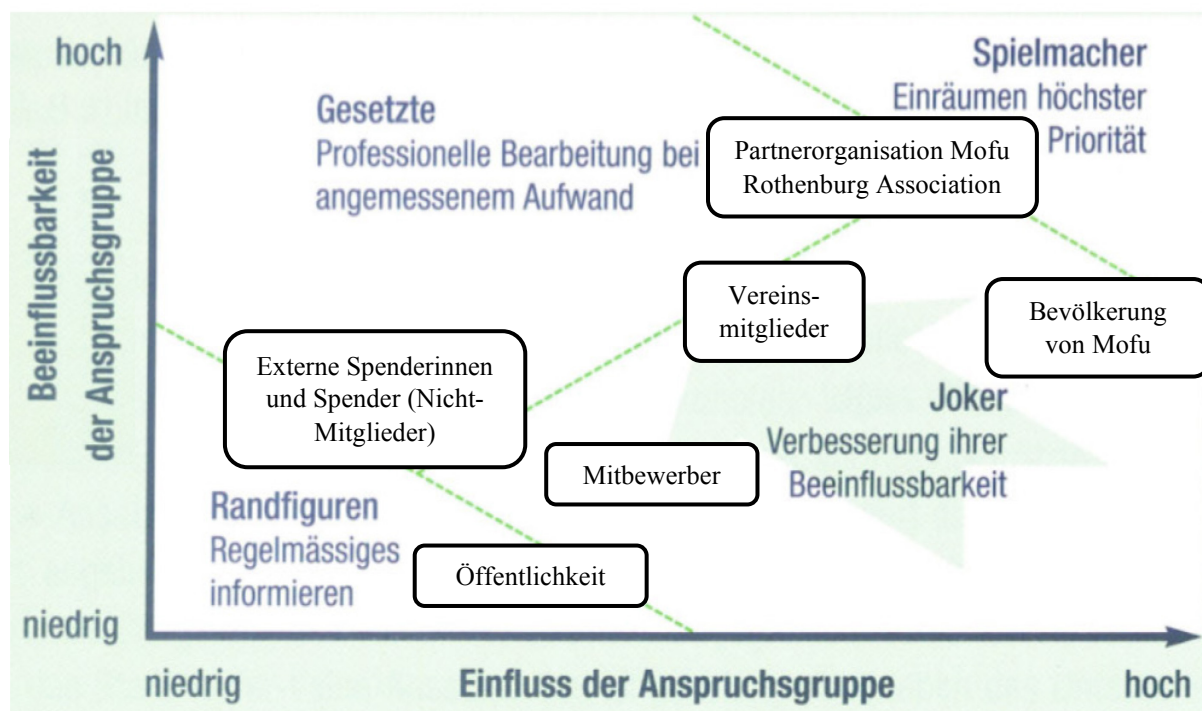 hoch
Beeinflussbarkeit
der Anspruchsgruppe
niedrig
Gesetzte
Professionelle Bearbeitung bei
angemessenem Aufwand
Spielmacher
Einräumen höchster
Priorität
Partnerorganisation Mofu
Rothenburg Association
Vereins-
mitglieder
Bevölkerung
von Mofu
Externe Spenderinnen
und Spender (Nicht-
Mitglieder)
Joker
Verbesserung ihrer
Beeinflussbarkeit
Mitbewerber
Randfiguren
Regelmässiges
informieren
Öffentlichkeit
niedrig
Einfluss der Anspruchsgruppe
hoch